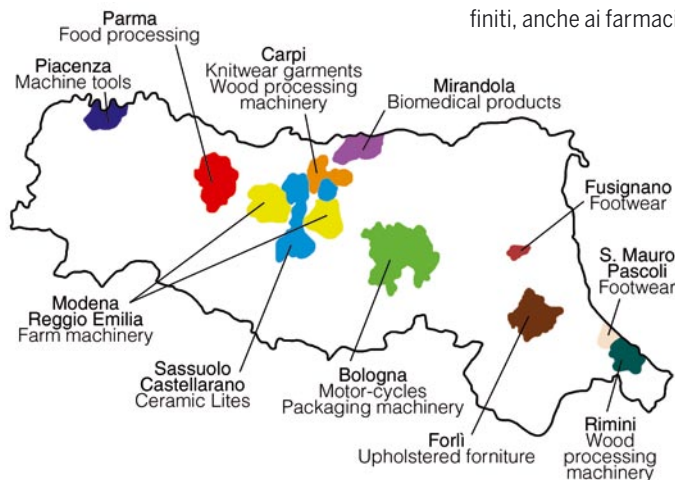 finiti, anche ai farmaci
Parma
Food processing
Piacenza
Machine tools
Carpi
Knitwear garments
Wood processing
machinery
Mirandola
Biomedical products
Fusignano
Footwear
S. Mauro
Pascoli
Footwear
Modena
Reggio Emilia
Farm machinery
Sassuolo
Castellarano
Ceramic Lites
Bologna
Motor-cycles
Packaging machinery
Forlì
Upholstered forniture
Rimini
Wood
processing
machinery